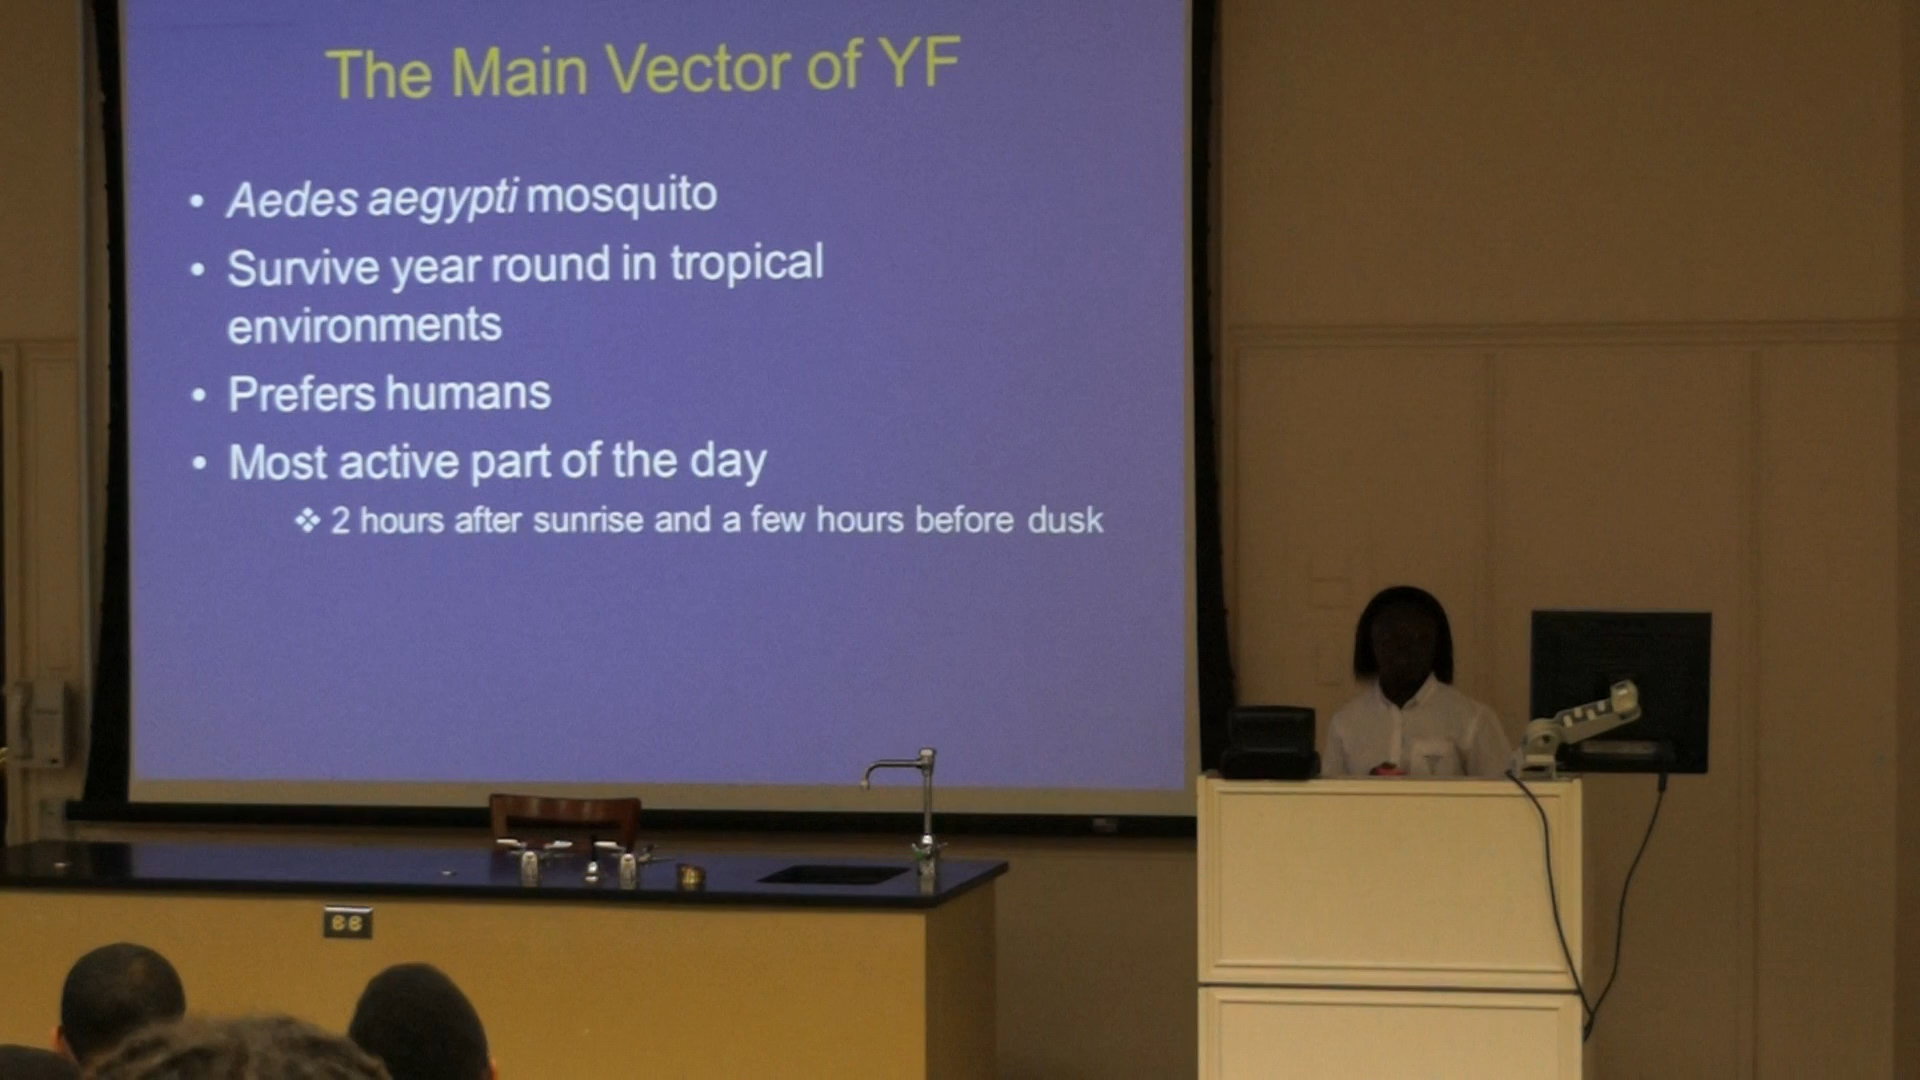 The Main Vector of YF
• Aedes aegypti mosquito
• Survive year round in tropical
environments
• Prefers humans
• Most active part of the day
❖ 2 hours after sunrise and a few hours before dusk